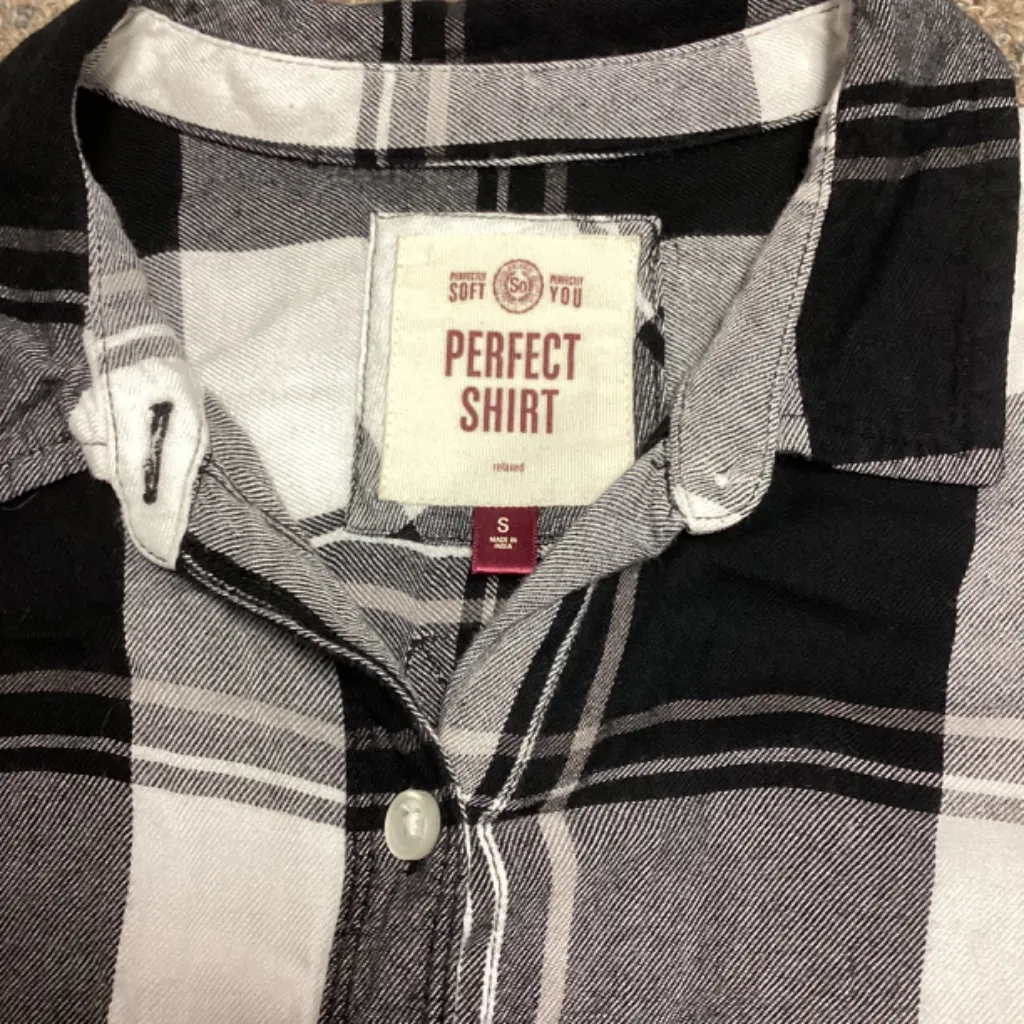 PERFECTLY SOFT
So
PERFECTLY YOU
PERFECT
SHIRT
relaxed
S
MADE IN
INDIA